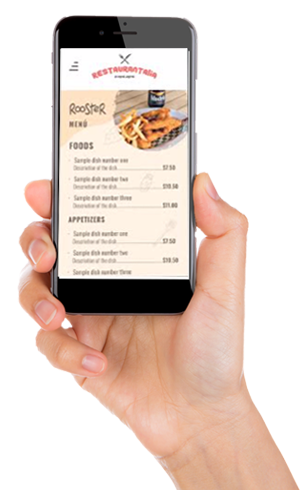 RESTAURANTAÑA
ROOSTER
MENÚ
FOODS
Sample dish number one
Description of the dish $7.50
Sample dish number two
Description of the dish $10.50
Sample dish number three
Description of the dish $11.00
APPETIZERS
Sample dish number one
Description of the dish $7.50
Sample dish number two
Description of the dish $10.50
Sample dish number three